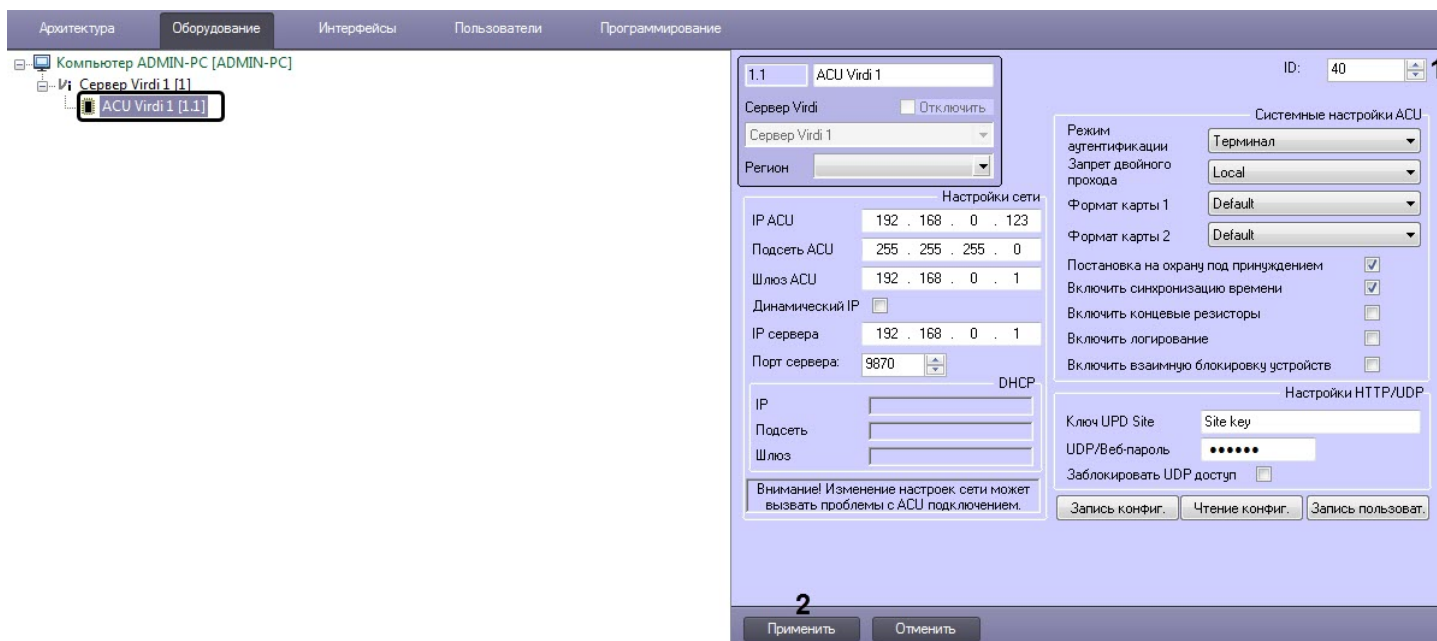 Архитектура Оборудование Интерфейсы Пользователи Программирование
Компьютер ADMIN-PC [ADMIN-PC]
Сервер Virdi 1 [1]
ACU Virdi 1 [1.1]
1.1 ACU Virdi 1
Сервер Virdi Отключить
Сервер Virdi 1
Регион
Настройки сети
IP ACU 192 . 168 . 0 . 123
Подсеть ACU 255 . 255 . 255 . 0
Шлюз ACU 192 . 168 . 0 . 1
Динамический IP
IP сервера 192 . 168 . 0 . 1
Порт сервера: 9870
DHCP
IP
Подсеть
Шлюз
Внимание! Изменение настроек сети может
вызвать проблемы с ACU подключением.
ID: 40 1
Системные настройки ACU
Режим
аутентификации Терминал
Запрет двойного
прохода Local
Формат карты 1 Default
Формат карты 2 Default
Постановка на охрану под принуждением
Включить синхронизацию времени
Включить концевые резисторы
Включить логирование
Включить взаимную блокировку устройств
Настройки HTTP/UDP
Ключ UPD Site Site key
UDP/Веб-пароль ••••••
Заблокировать UDP доступ
Запись конфиг. Чтение конфиг. Запись пользоват.
2
Применить Отменить